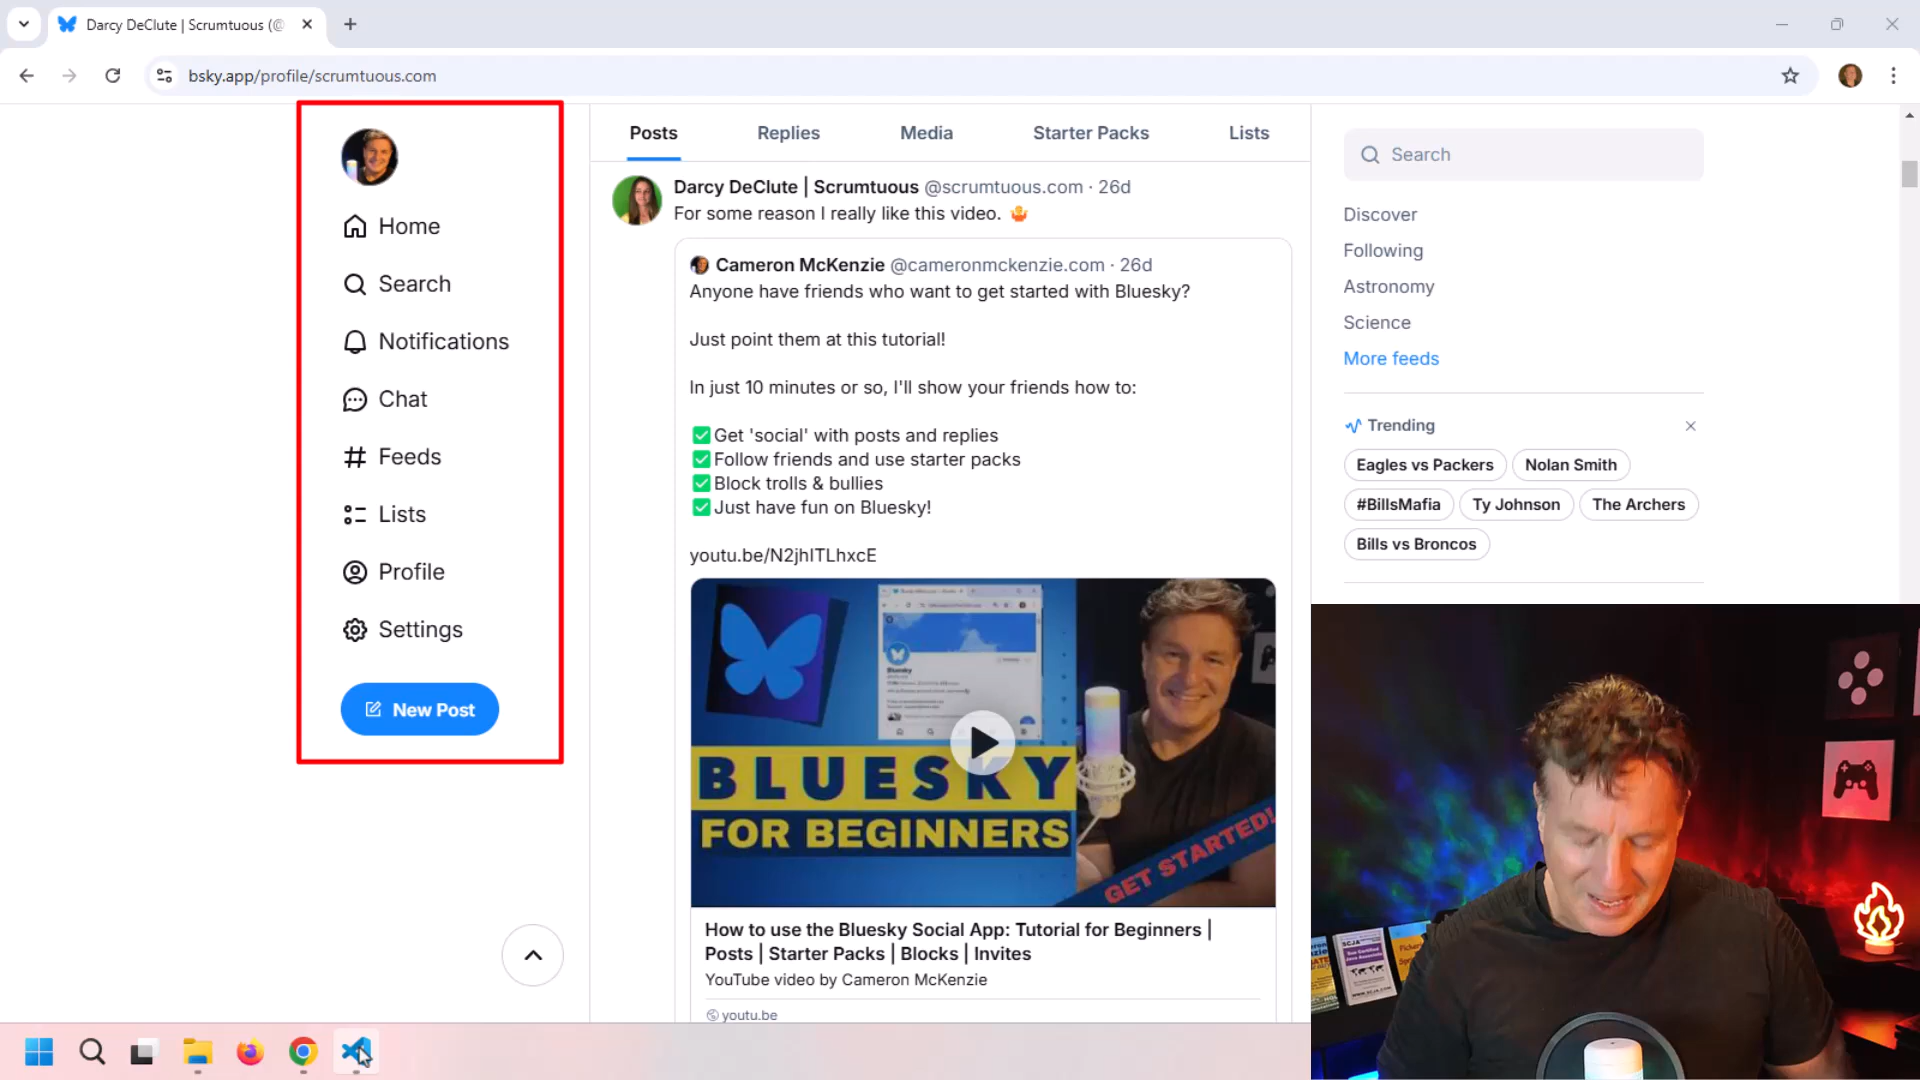 Darcy DeClute | Scrumtuous (@
bsky.app/profile/scrumtuous.com
Home
Search
Notifications
Chat
Feeds
Lists
Profile
Settings
New Post
Posts
Replies
Media
Starter Packs
Lists
Darcy DeClute | Scrumtuous @scrumtuous.com · 26d
For some reason I really like this video. 🤷
Cameron McKenzie @cameronmckenzie.com · 26d
Anyone have friends who want to get started with Bluesky?
Just point them at this tutorial!
In just 10 minutes or so, I'll show your friends how to:
✅Get 'social' with posts and replies
✅Follow friends and use starter packs
✅Block trolls & bullies
✅Just have fun on Bluesky!
youtu.be/N2jhITLhxcE
BLUESKY
FOR BEGINNERS
GET STARTED!
How to use the Bluesky Social App: Tutorial for Beginners |
Posts | Starter Packs | Blocks | Invites
YouTube video by Cameron McKenzie
youtu.be
Search
Discover
Following
Astronomy
Science
More feeds
Trending
Eagles vs Packers
Nolan Smith
#BillsMafia
Ty Johnson
The Archers
Bills vs Broncos
SCJA